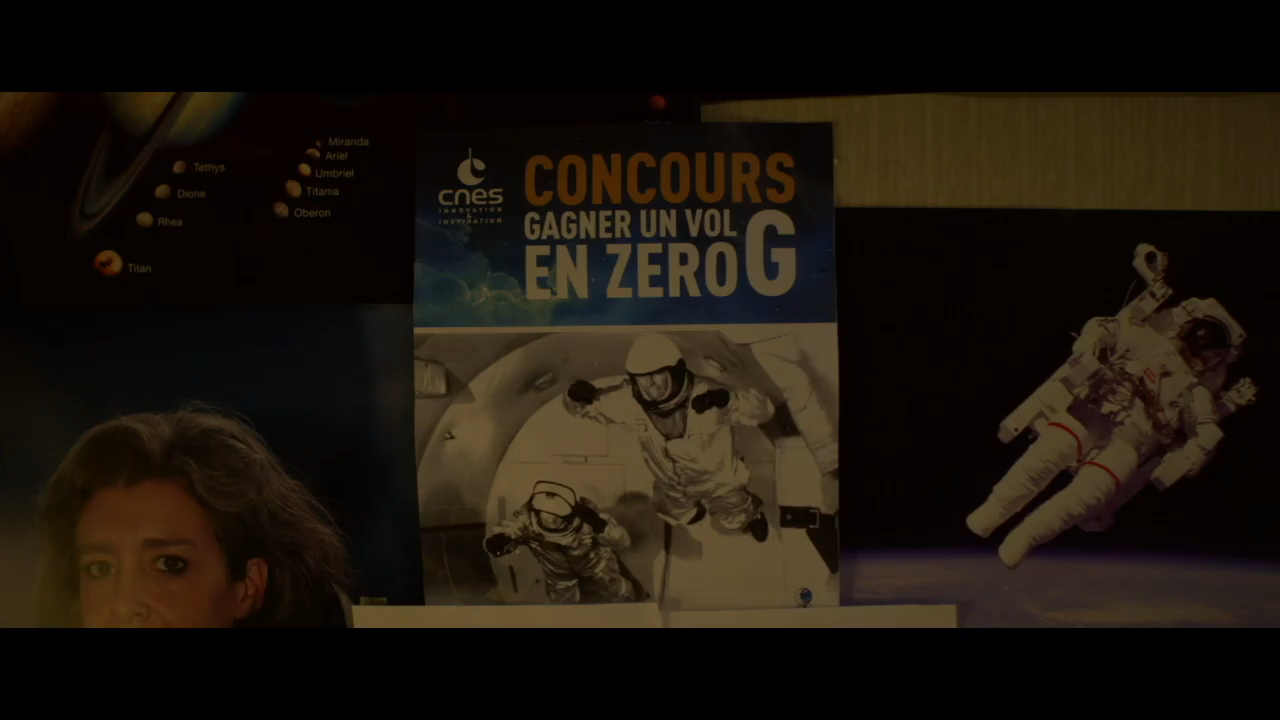 Miranda
Ariel
Umbriel
Titania
Oberon
Tethys
Dione
Rhea
Titan
cnes
INNOVATION
&
INSPIRATION
CONCOURS
GAGNER UN VOL
EN ZERO G